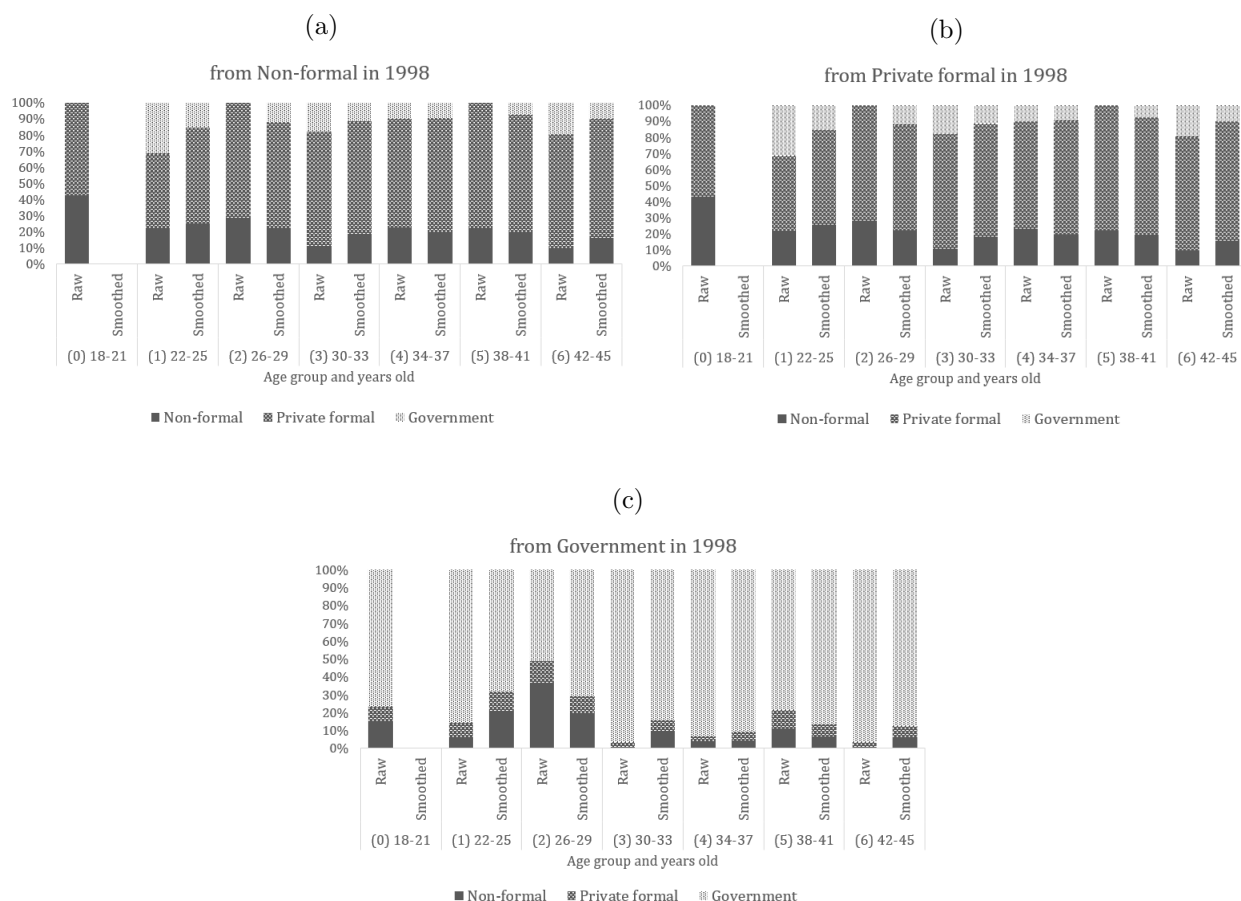 (a)
from Non-formal in 1998
100%
90%
80%
70%
60%
50%
40%
30%
20%
10%
0%
Raw Smoothed Raw Smoothed Raw Smoothed Raw Smoothed Raw Smoothed Raw Smoothed Raw Smoothed
(0) 18-21 (1) 22-25 (2) 26-29 (3) 30-33 (4) 34-37 (5) 38-41 (6) 42-45
Age group and years old
Non-formal Private formal Government
(b)
from Private formal in 1998
100%
90%
80%
70%
60%
50%
40%
30%
20%
10%
0%
Raw Smoothed Raw Smoothed Raw Smoothed Raw Smoothed Raw Smoothed Raw Smoothed Raw Smoothed
(0) 18-21 (1) 22-25 (2) 26-29 (3) 30-33 (4) 34-37 (5) 38-41 (6) 42-45
Age group and years old
Non-formal Private formal Government
(c)
from Government in 1998
100%
90%
80%
70%
60%
50%
40%
30%
20%
10%
0%
Raw Smoothed Raw Smoothed Raw Smoothed Raw Smoothed Raw Smoothed Raw Smoothed Raw Smoothed
(0) 18-21 (1) 22-25 (2) 26-29 (3) 30-33 (4) 34-37 (5) 38-41 (6) 42-45
Age group and years old
Non-formal Private formal Government